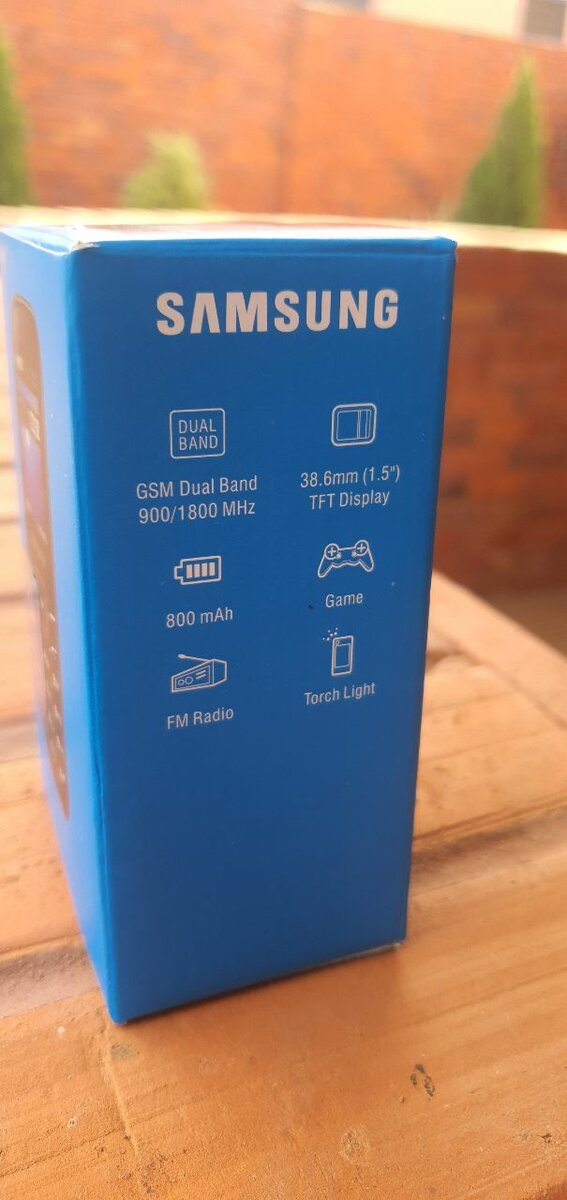 SAMSUNG
DUAL
BAND
GSM Dual Band
900/1800 MHz
38.6mm (1.5")
TFT Display
800 mAh
Game
FM Radio
Torch Light